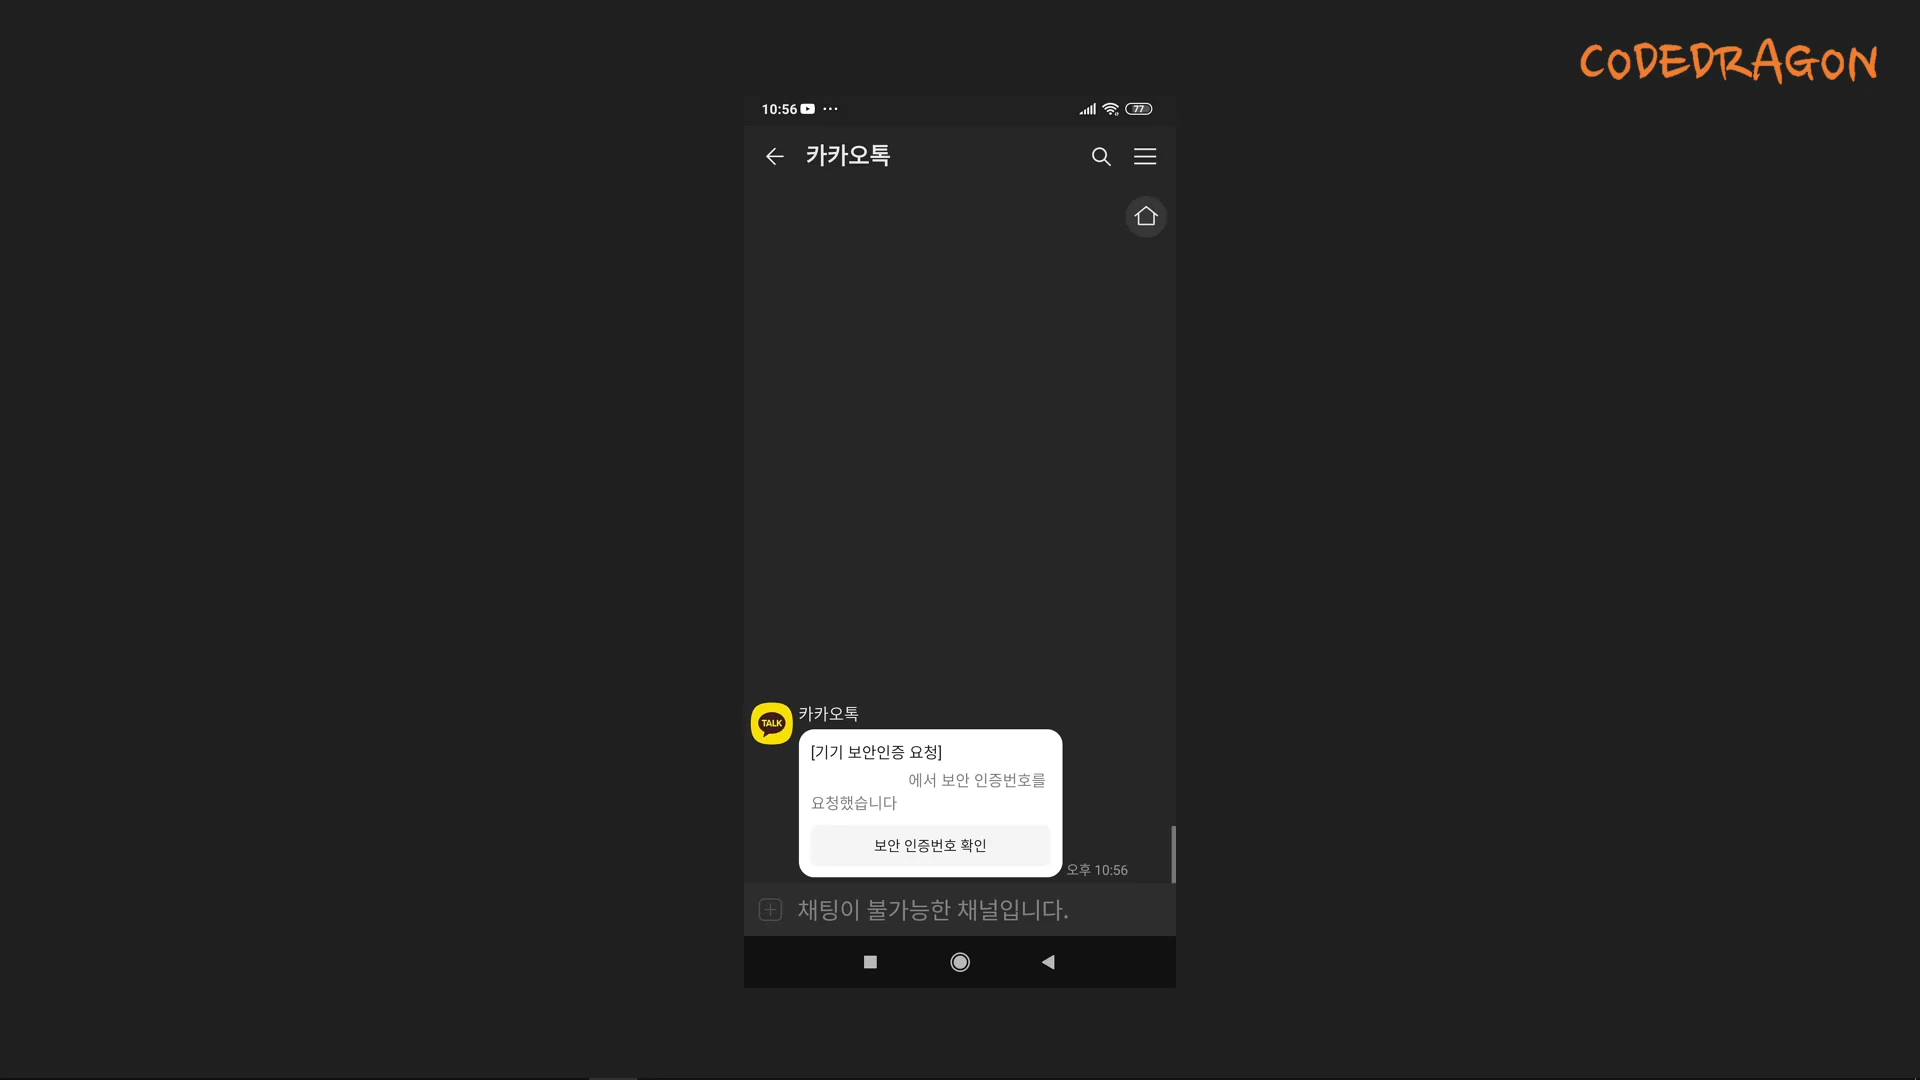 CODEDRAGON
10:56
77
카카오톡
TALK
카카오톡
[기기 보안인증 요청]
에서 보안 인증번호를
요청했습니다
보안 인증번호 확인
오후 10:56
채팅이 불가능한 채널입니다.